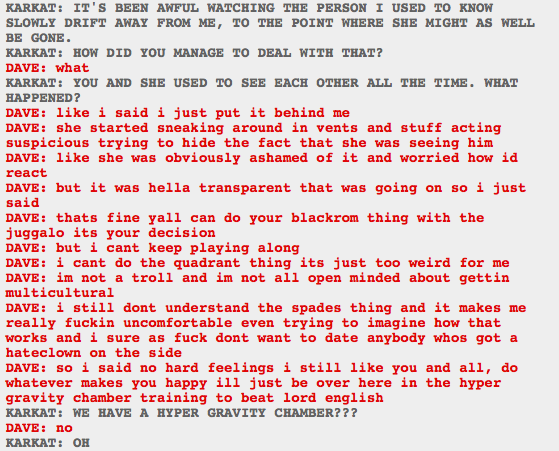 KARKAT: IT'S BEEN AWFUL WATCHING THE PERSON I USED TO KNOW
SLOWLY DRIFT AWAY FROM ME, TO THE POINT WHERE SHE MIGHT AS WELL
BE GONE.
KARKAT: HOW DID YOU MANAGE TO DEAL WITH THAT?
DAVE: what
KARKAT: YOU AND SHE USED TO SEE EACH OTHER ALL THE TIME. WHAT
HAPPENED?
DAVE: like i said i just put it behind me
DAVE: she started sneaking around in vents and stuff acting
suspicious trying to hide the fact that she was seeing him
DAVE: like she was obviously ashamed of it and worried how id
react
DAVE: but it was hella transparent that was going on so i just
said
DAVE: thats fine yall can do your blackrom thing with the
juggalo its your decision
DAVE: but i cant keep playing along
DAVE: i cant do the quadrant thing its just too weird for me
DAVE: im not a troll and im not all open minded about gettin
multicultural
DAVE: i still dont understand the spades thing and it makes me
really fuckin uncomfortable even trying to imagine how that
works and i sure as fuck dont want to date anybody whos got a
hateclown on the side
DAVE: so i said no hard feelings i still like you and all, do
whatever makes you happy ill just be over here in the hyper
gravity chamber training to beat lord english
KARKAT: WE HAVE A HYPER GRAVITY CHAMBER???
DAVE: no
KARKAT: OH